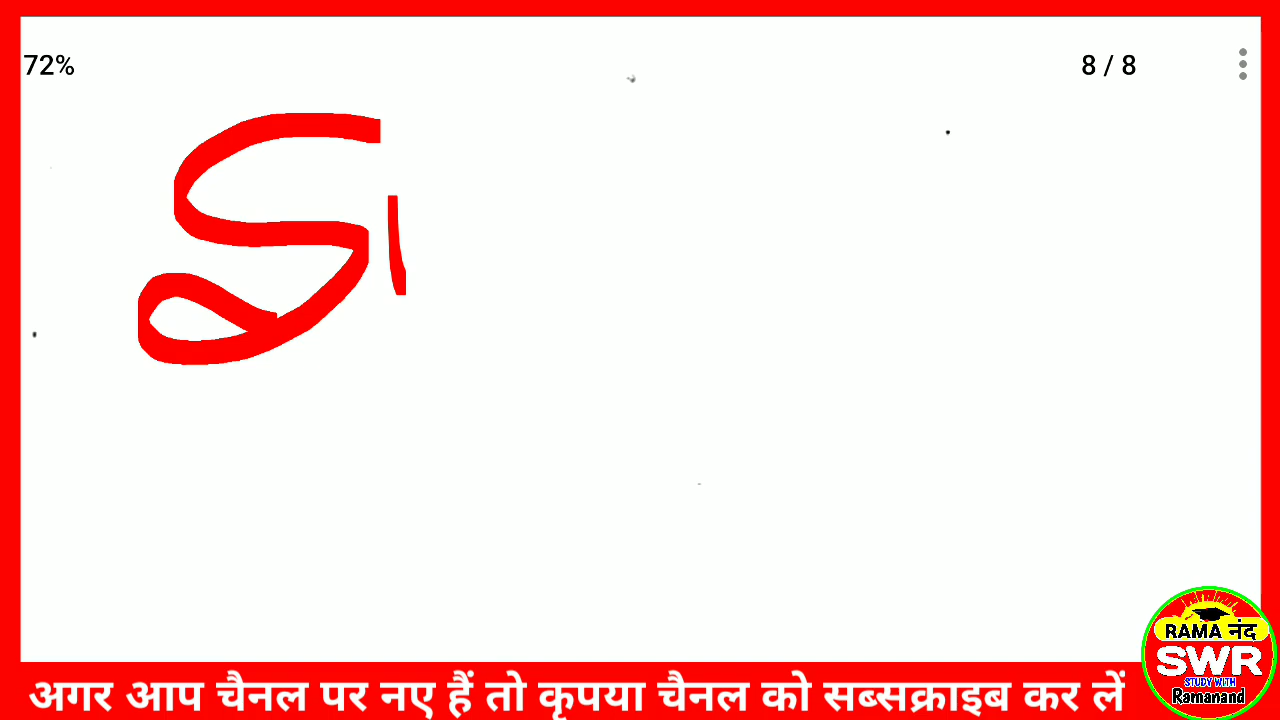 72%
8 / 8
S
RAMA नंद
SWR
STUDY WITH
Ramanand
अगर आप चैनल पर नए हैं तो कृपया चैनल को सब्सक्राइब कर लें